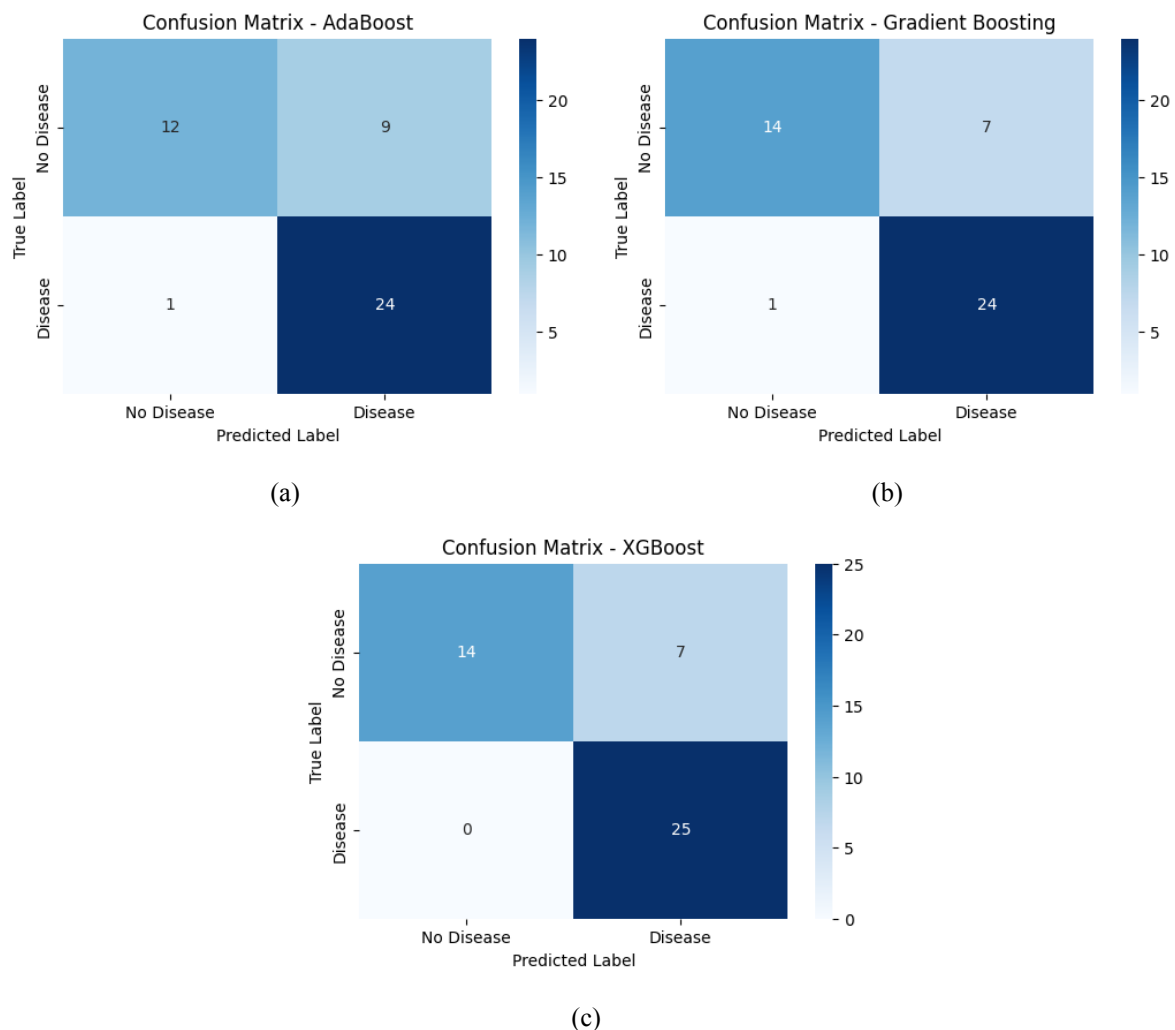 Confusion Matrix - AdaBoost
No Disease
Disease
True Label
12
9
1
24
No Disease
Disease
Predicted Label
20
15
10
5
(a)
Confusion Matrix - Gradient Boosting
No Disease
Disease
True Label
14
7
1
24
No Disease
Disease
Predicted Label
20
15
10
5
(b)
Confusion Matrix - XGBoost
No Disease
Disease
True Label
14
7
0
25
No Disease
Disease
Predicted Label
25
20
15
10
5
0
(c)